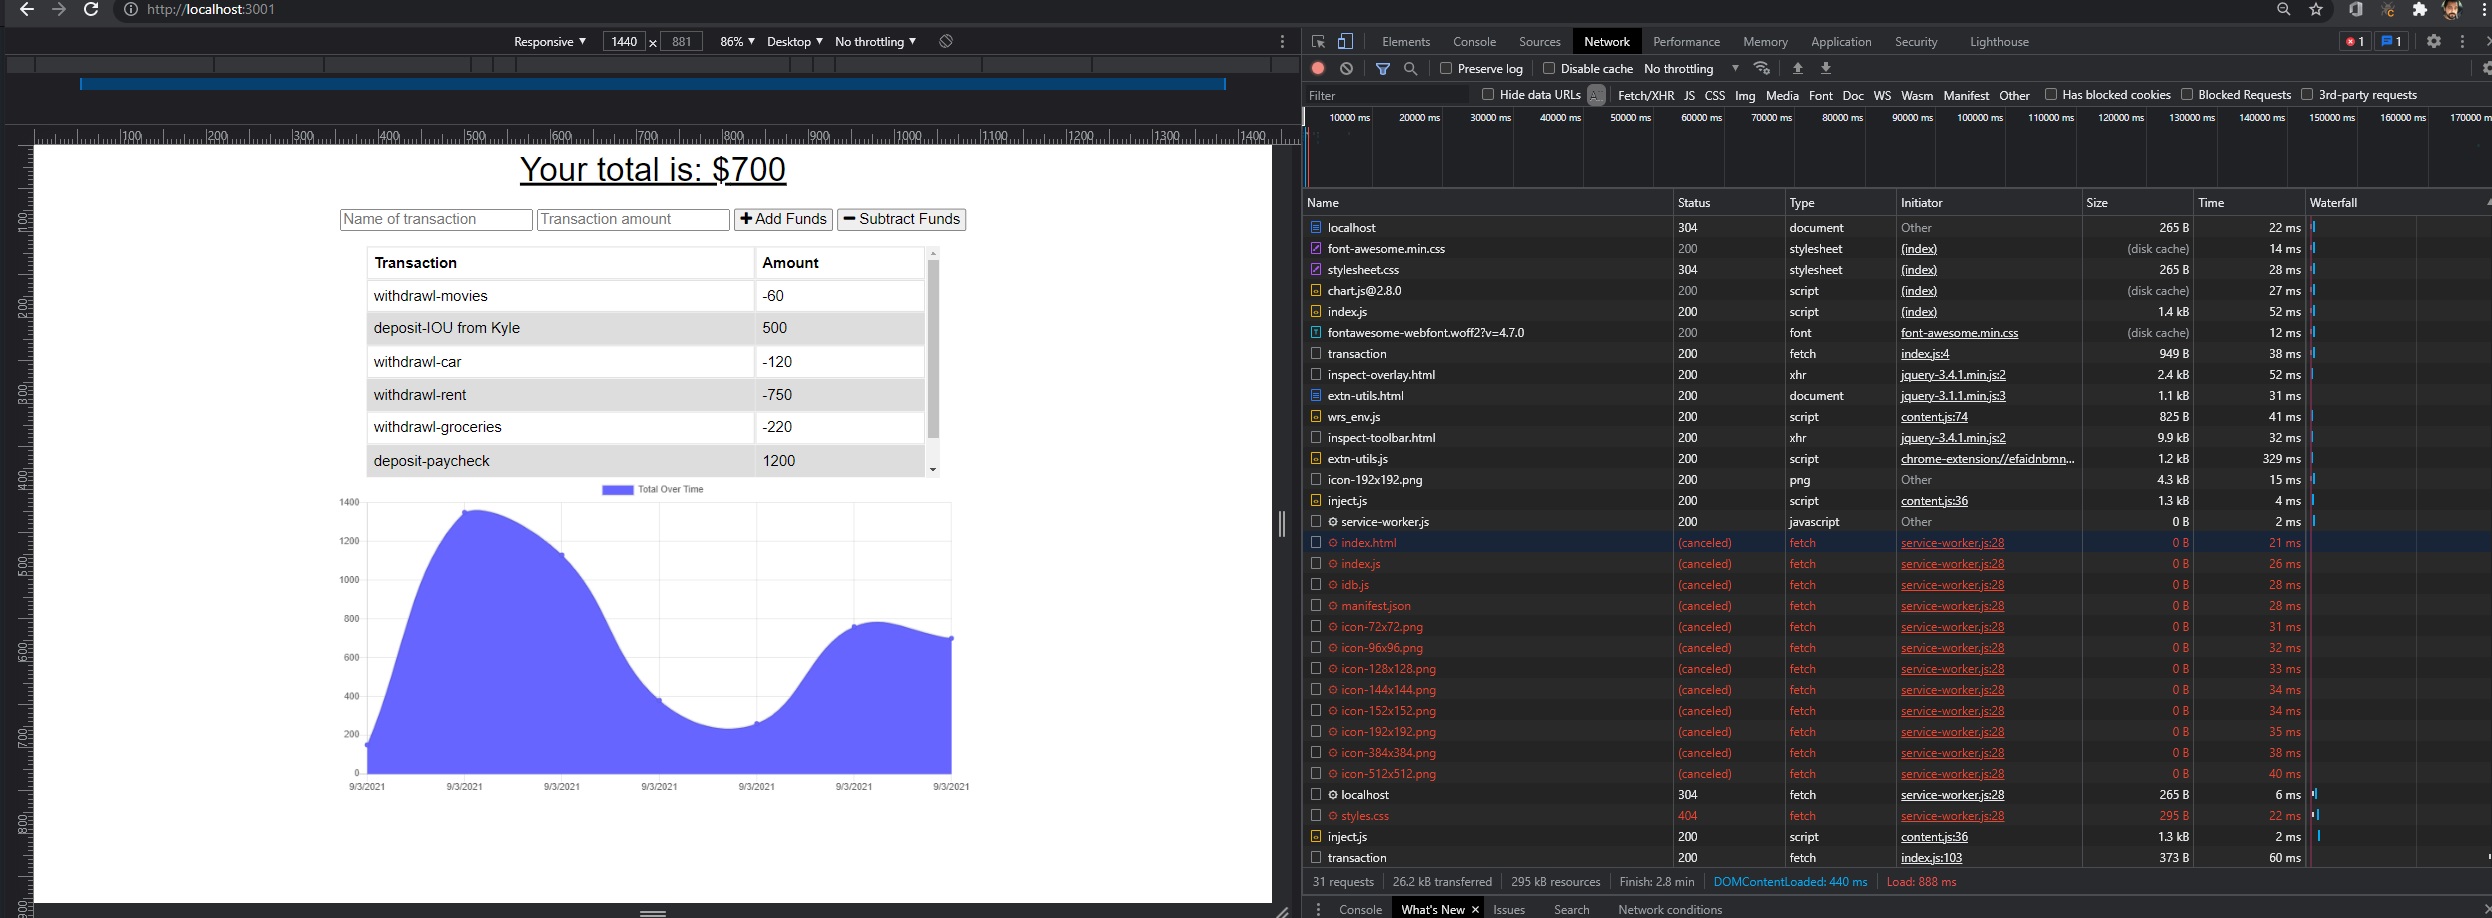 http://localhost:3001
Responsive ▼ 1440 × 881 86% ▼ Desktop ▼ No throttling ▼
100 200 300 400 500 600 700 800 900 1000 1100 1200 1300 1400
100
200
300
400
500
600
700
800
900
Your total is: $700
Name of transaction Transaction amount + Add Funds − Subtract Funds
Transaction Amount
withdrawl-movies -60
deposit-IOU from Kyle 500
withdrawl-car -120
withdrawl-rent -750
withdrawl-groceries -220
deposit-paycheck 1200
Total Over Time
1400
1200
1000
800
600
400
200
0
9/3/2021 9/3/2021 9/3/2021 9/3/2021 9/3/2021 9/3/2021 9/3/2021
Elements Console Sources Network Performance Memory Application Security Lighthouse 1 1
Preserve log Disable cache No throttling ▼
Filter Hide data URLs Fetch/XHR JS CSS Img Media Font Doc WS Wasm Manifest Other Has blocked cookies Blocked Requests 3rd-party requests
10000 ms 20000 ms 30000 ms 40000 ms 50000 ms 60000 ms 70000 ms 80000 ms 90000 ms 100000 ms 110000 ms 120000 ms 130000 ms 140000 ms 150000 ms 160000 ms 170000 m
Name Status Type Initiator Size Time Waterfall
localhost 304 document Other 265 B 22 ms
font-awesome.min.css 200 stylesheet (index) (disk cache) 14 ms
stylesheet.css 304 stylesheet (index) 265 B 28 ms
chart.js@2.8.0 200 script (index) (disk cache) 27 ms
index.js 200 script (index) 1.4 kB 52 ms
fontawesome-webfont.woff2?v=4.7.0 200 font font-awesome.min.css (disk cache) 12 ms
transaction 200 fetch index.js:4 949 B 38 ms
inspect-overlay.html 200 xhr jquery-3.4.1.min.js:2 2.4 kB 52 ms
extn-utils.html 200 document jquery-3.1.1.min.js:3 1.1 kB 31 ms
wrs_env.js 200 script content.js:74 825 B 41 ms
inspect-toolbar.html 200 xhr jquery-3.4.1.min.js:2 9.9 kB 32 ms
extn-utils.js 200 script chrome-extension://efaidnbmn... 1.2 kB 329 ms
icon-192x192.png 200 png Other 4.3 kB 15 ms
inject.js 200 script content.js:36 1.3 kB 4 ms
service-worker.js 200 javascript Other 0 B 2 ms
index.html (canceled) fetch service-worker.js:28 0 B 21 ms
index.js (canceled) fetch service-worker.js:28 0 B 26 ms
idb.js (canceled) fetch service-worker.js:28 0 B 28 ms
manifest.json (canceled) fetch service-worker.js:28 0 B 28 ms
icon-72x72.png (canceled) fetch service-worker.js:28 0 B 31 ms
icon-96x96.png (canceled) fetch service-worker.js:28 0 B 32 ms
icon-128x128.png (canceled) fetch service-worker.js:28 0 B 33 ms
icon-144x144.png (canceled) fetch service-worker.js:28 0 B 34 ms
icon-152x152.png (canceled) fetch service-worker.js:28 0 B 34 ms
icon-192x192.png (canceled) fetch service-worker.js:28 0 B 35 ms
icon-384x384.png (canceled) fetch service-worker.js:28 0 B 38 ms
icon-512x512.png (canceled) fetch service-worker.js:28 0 B 40 ms
localhost 304 fetch service-worker.js:28 265 B 6 ms
styles.css 404 fetch service-worker.js:28 295 B 22 ms
inject.js 200 script content.js:36 1.3 kB 2 ms
transaction 200 fetch index.js:103 373 B 60 ms
31 requests 26.2 kB transferred 295 kB resources Finish: 2.8 min DOMContentLoaded: 440 ms Load: 888 ms
Console What's New × Issues Search Network conditions